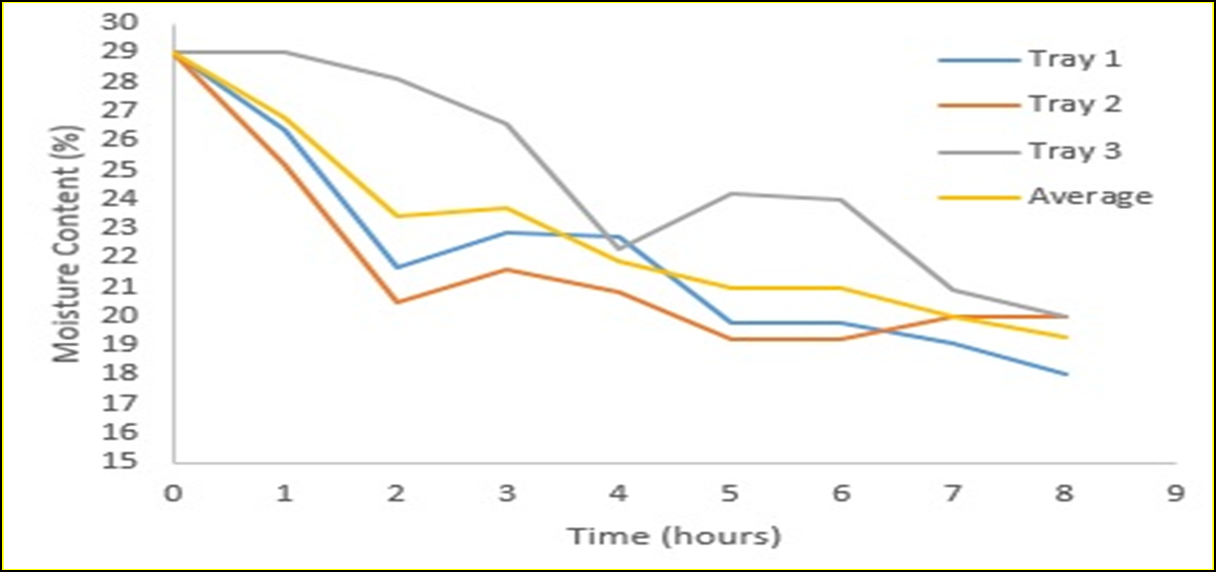 30
29
28
27
26
25
24
23
22
21
20
19
18
17
16
15
Moisture Content (%)
0 1 2 3 4 5 6 7 8 9
Time (hours)
Tray 1
Tray 2
Tray 3
Average